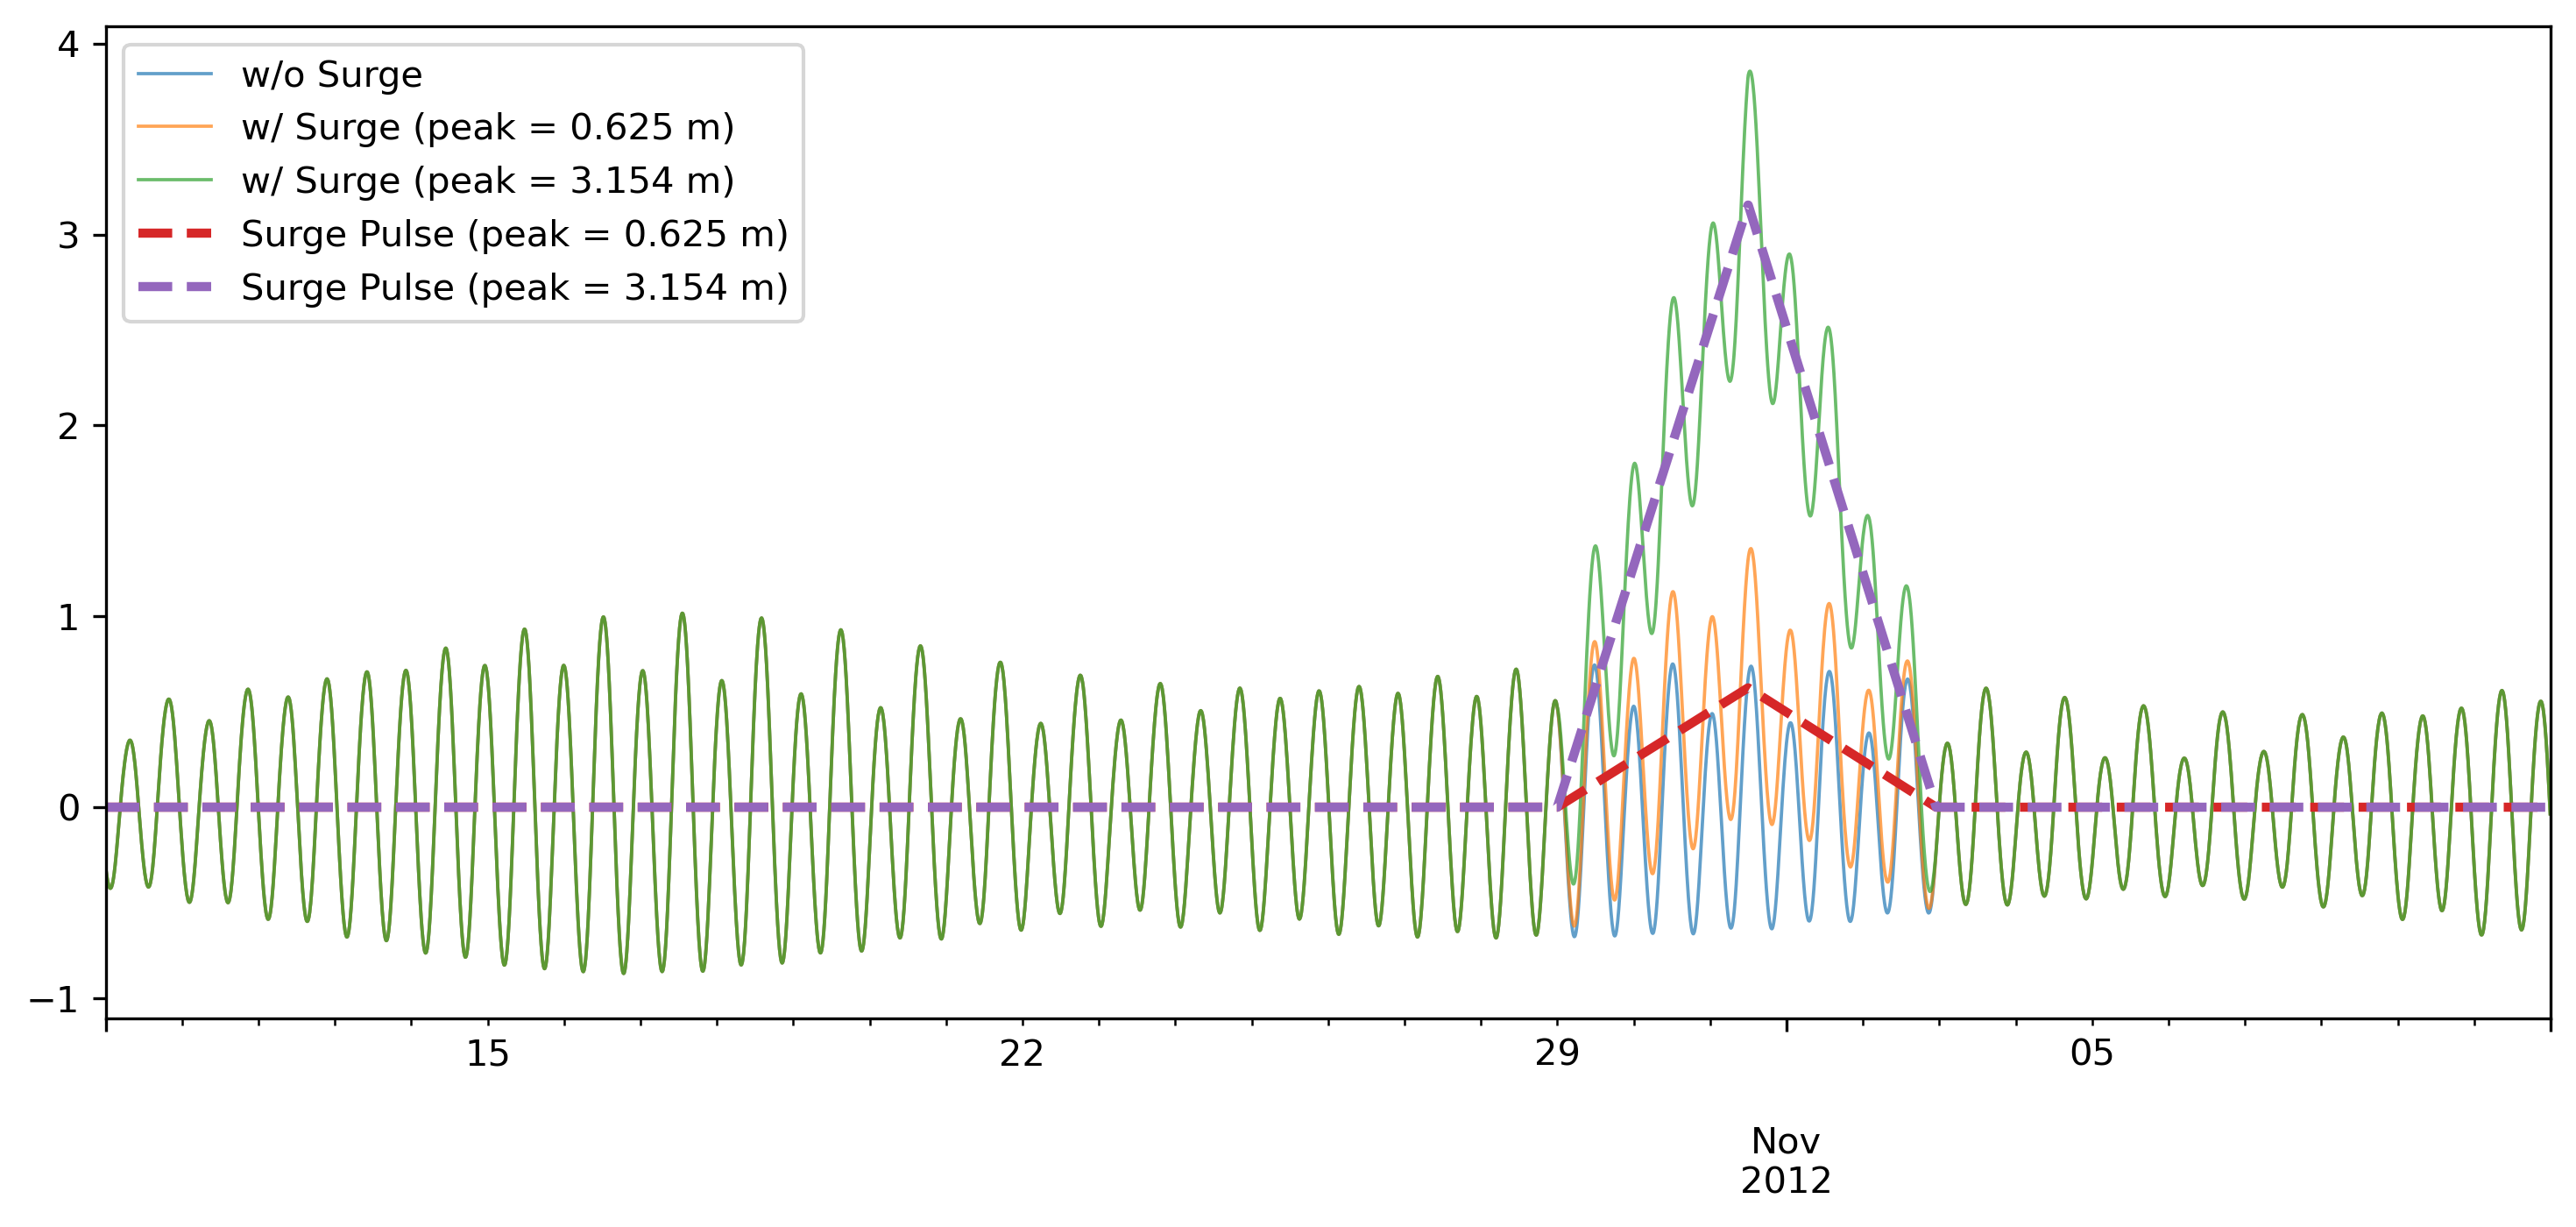 4
3
2
1
0
−1
w/o Surge
w/ Surge (peak = 0.625 m)
w/ Surge (peak = 3.154 m)
Surge Pulse (peak = 0.625 m)
Surge Pulse (peak = 3.154 m)
15
22
29
05
Nov
2012